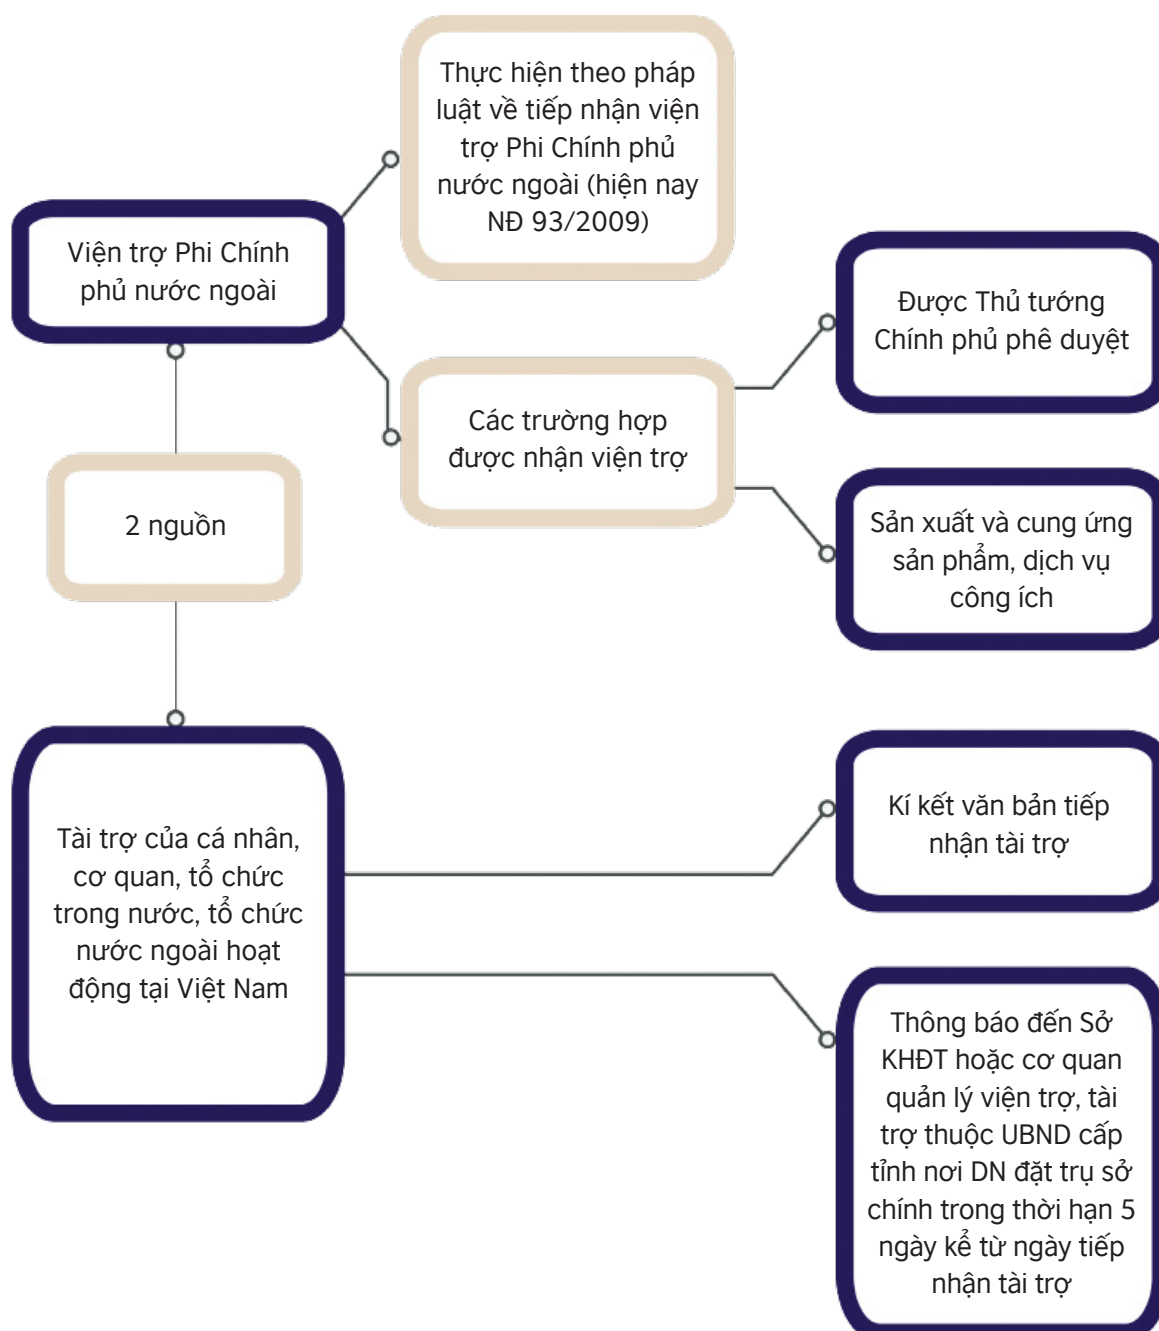 Thực hiện theo pháp
luật về tiếp nhận viện
trợ Phi Chính phủ
nước ngoài (hiện nay
NĐ 93/2009)
Viện trợ Phi Chính
phủ nước ngoài
Được Thủ tướng
Chính phủ phê duyệt
Các trường hợp
được nhận viện trợ
2 nguồn
Sản xuất và cung ứng
sản phẩm, dịch vụ
công ích
Tài trợ của cá nhân,
cơ quan, tổ chức
trong nước, tổ chức
nước ngoài hoạt
động tại Việt Nam
Kí kết văn bản tiếp
nhận tài trợ
Thông báo đến Sở
KHĐT hoặc cơ quan
quản lý viện trợ, tài
trợ thuộc UBND cấp
tỉnh nơi DN đặt trụ sở
chính trong thời hạn 5
ngày kể từ ngày tiếp
nhận tài trợ